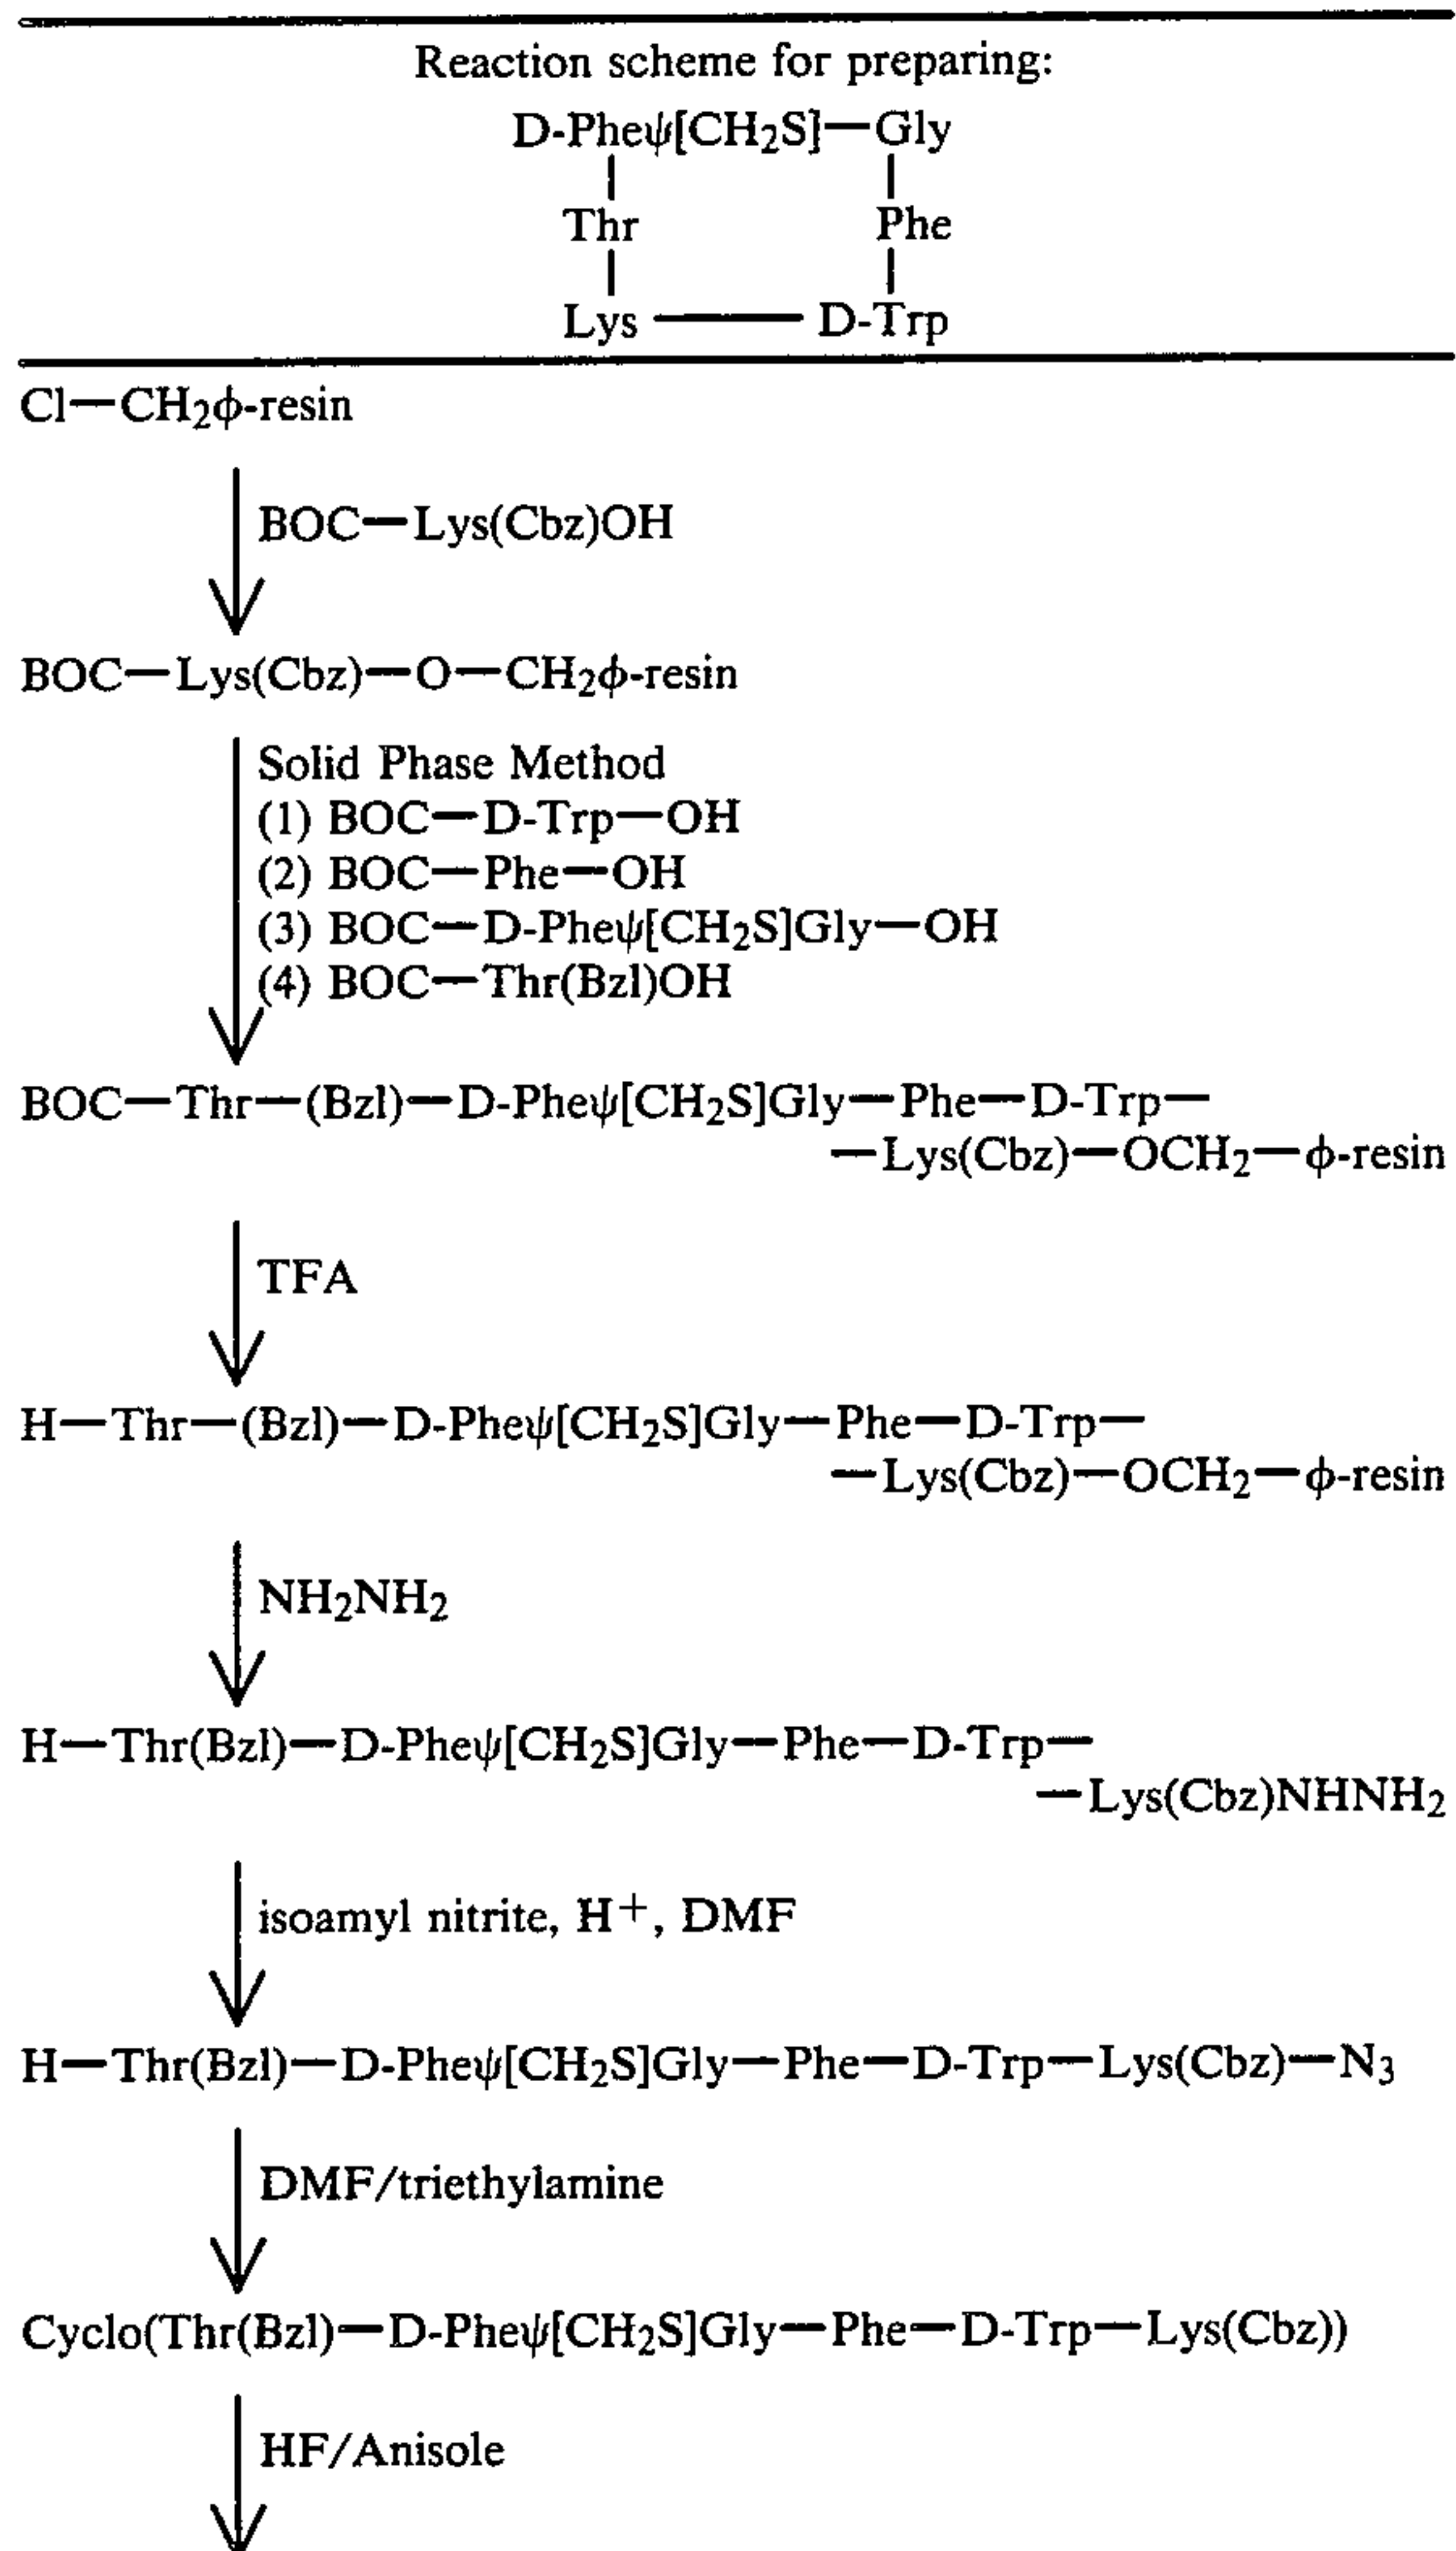 Reaction scheme for preparing:
D-Pheψ[CH₂S]—Gly
Thr Phe
Lys — D-Trp
Cl—CH₂ϕ-resin
BOC—Lys(Cbz)OH
BOC—Lys(Cbz)—O—CH₂ϕ-resin
Solid Phase Method
(1) BOC—D-Trp—OH
(2) BOC—Phe—OH
(3) BOC—D-Pheψ[CH₂S]Gly—OH
(4) BOC—Thr(Bzl)OH
BOC—Thr—(Bzl)—D-Pheψ[CH₂S]Gly—Phe—D-Trp—
—Lys(Cbz)—OCH₂—ϕ-resin
TFA
H—Thr—(Bzl)—D-Pheψ[CH₂S]Gly—Phe—D-Trp—
—Lys(Cbz)—OCH₂—ϕ-resin
NH₂NH₂
H—Thr(Bzl)—D-Pheψ[CH₂S]Gly—Phe—D-Trp—
—Lys(Cbz)NHNH₂
isoamyl nitrite, H⁺, DMF
H—Thr(Bzl)—D-Pheψ[CH₂S]Gly—Phe—D-Trp—Lys(Cbz)—N₃
DMF/triethylamine
Cyclo(Thr(Bzl)—D-Pheψ[CH₂S]Gly—Phe—D-Trp—Lys(Cbz))
HF/Anisole